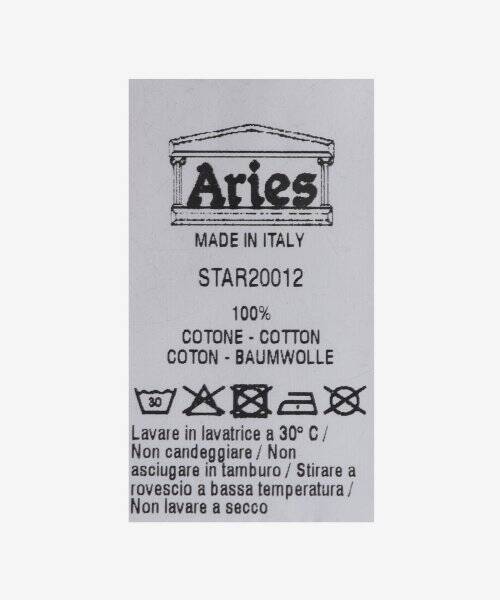 Aries
MADE IN ITALY
STAR20012
100%
COTONE - COTTON
COTON - BAUMWOLLE
30
Lavare in lavatrice a 30° C /
Non candeggiare / Non
asciugare in tamburo / Stirare a
rovescio a bassa temperatura /
Non lavare a secco